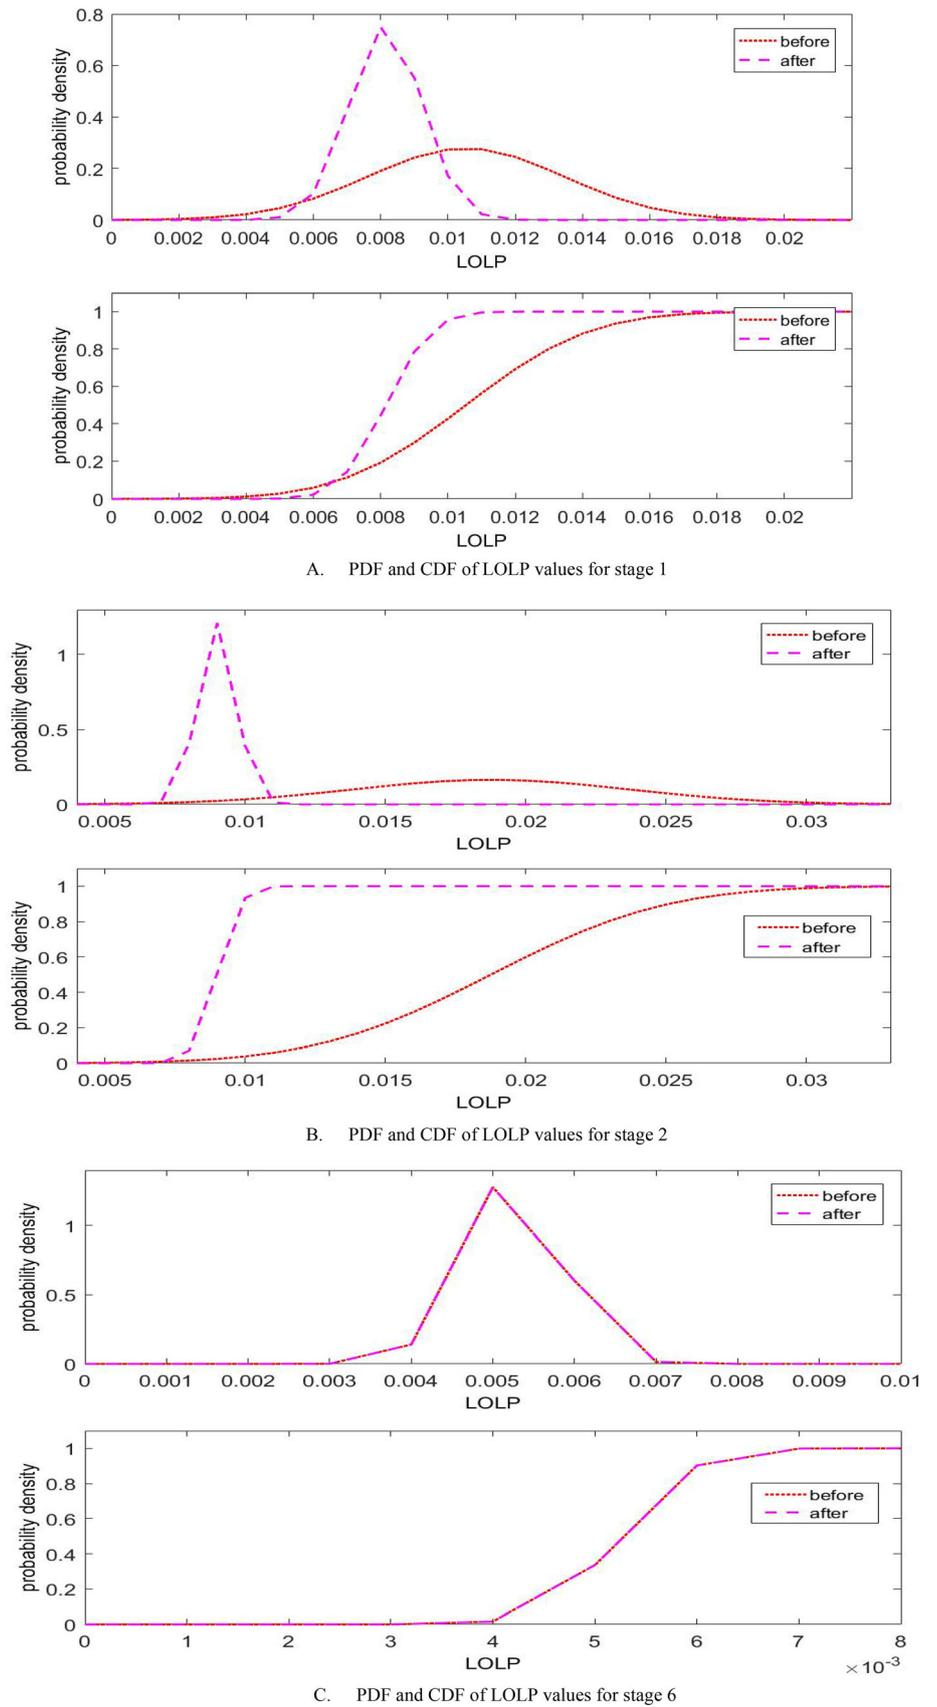 0.8
0.6
0.4
0.2
0
probability density
before
after
0 0.002 0.004 0.006 0.008 0.01 0.012 0.014 0.016 0.018 0.02
LOLP
1
0.8
0.6
0.4
0.2
0
probability density
before
after
0 0.002 0.004 0.006 0.008 0.01 0.012 0.014 0.016 0.018 0.02
LOLP
A. PDF and CDF of LOLP values for stage 1
1
0.5
0
probability density
before
after
0.005 0.01 0.015 0.02 0.025 0.03
LOLP
1
0.8
0.6
0.4
0.2
0
probability density
before
after
0.005 0.01 0.015 0.02 0.025 0.03
LOLP
B. PDF and CDF of LOLP values for stage 2
1
0.5
0
probability density
before
after
0 0.001 0.002 0.003 0.004 0.005 0.006 0.007 0.008 0.009 0.01
LOLP
1
0.8
0.6
0.4
0.2
0
probability density
before
after
0 1 2 3 4 5 6 7 8
LOLP
×10-3
C. PDF and CDF of LOLP values for stage 6